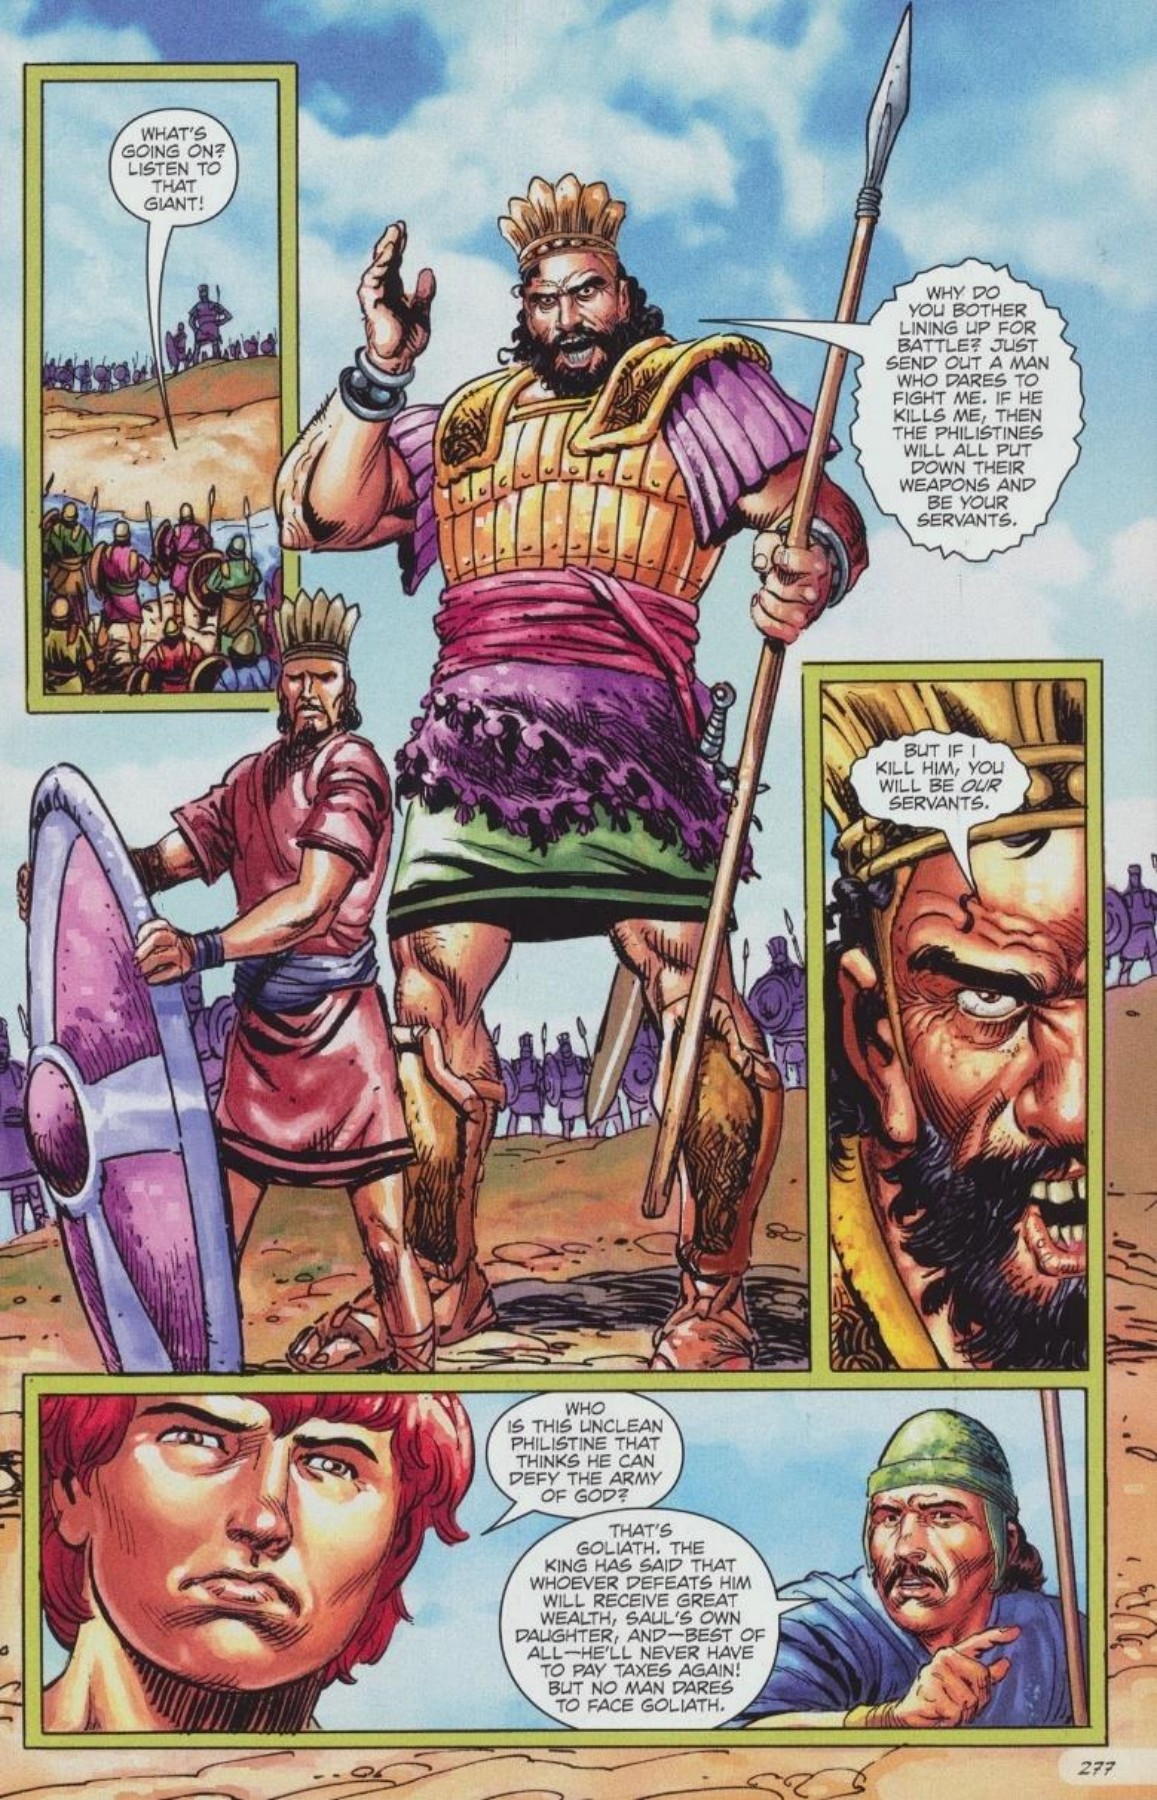 WHAT'S
GOING ON?
LISTEN TO
THAT
GIANT!
WHY DO
YOU BOTHER
LINING UP FOR
BATTLE? JUST
SEND OUT A MAN
WHO DARES TO
FIGHT ME. IF HE
KILLS ME, THEN
THE PHILISTINES
WILL ALL PUT
DOWN THEIR
WEAPONS AND
BE YOUR
SERVANTS.
BUT IF I
KILL HIM, YOU
WILL BE OUR
SERVANTS.
WHO
IS THIS UNCLEAN
PHILISTINE THAT
THINKS HE CAN
DEFY THE ARMY
OF GOD?
THAT'S
GOLIATH. THE
KING HAS SAID THAT
WHOEVER DEFEATS HIM
WILL RECEIVE GREAT
WEALTH, SAUL'S OWN
DAUGHTER, AND—BEST OF
ALL—HE'LL NEVER HAVE
TO PAY TAXES AGAIN!
BUT NO MAN DARES
TO FACE GOLIATH.
277